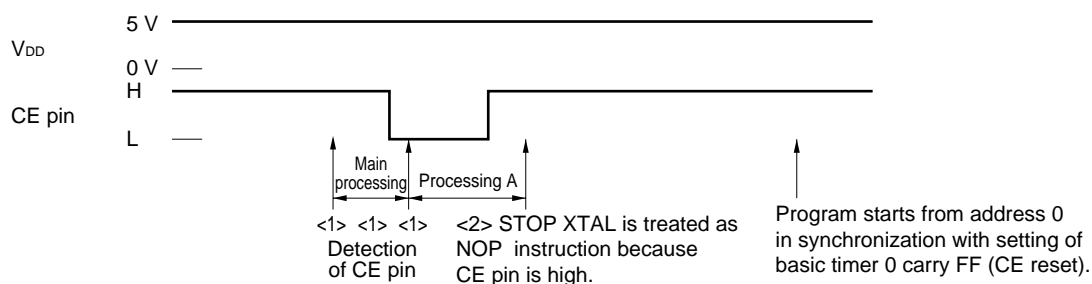 5 V
VDD
0 V
H
CE pin
L
Main
processing
Processing A
<1> <1> <1>
Detection
of CE pin
<2> STOP XTAL is treated as
NOP instruction because
CE pin is high.
Program starts from address 0
in synchronization with setting of
basic timer 0 carry FF (CE reset).